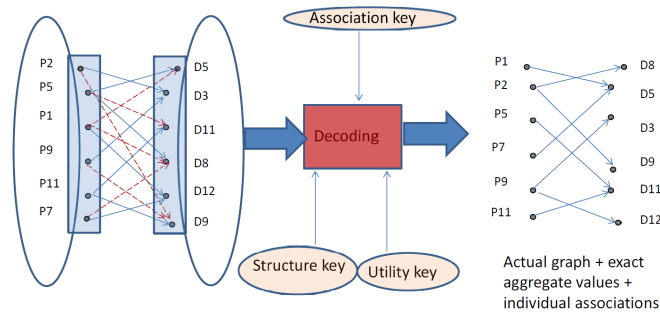 Association key
P2
P5
P1
P9
P11
P7
D5
D3
D11
D8
D12
D9
Decoding
Structure key
Utility key
P1
P2
P5
P7
P9
P11
D8
D5
D3
D9
D11
D12
Actual graph + exact
aggregate values +
individual associations